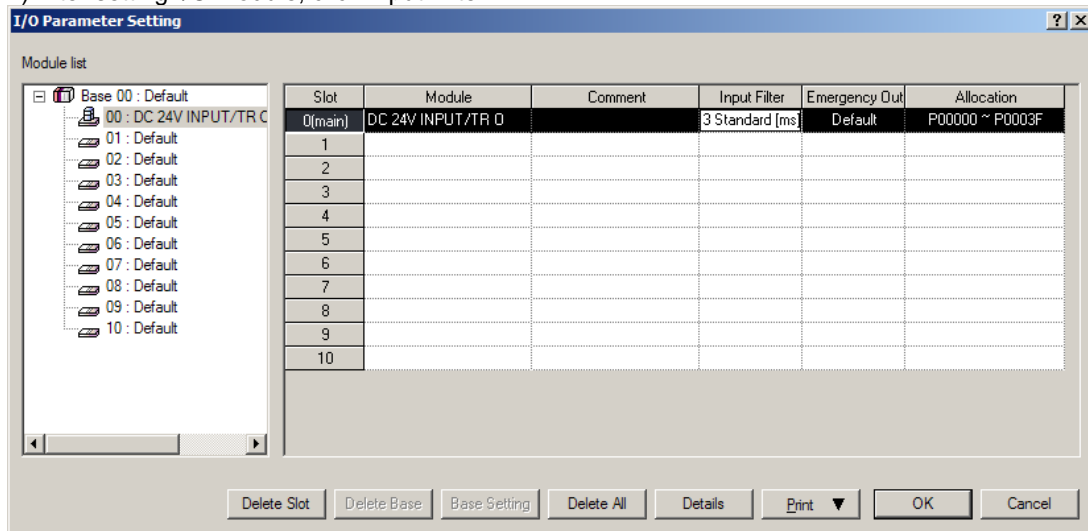 I/O Parameter Setting
Module list
Base 00 : Default
00 : DC 24V INPUT/TR O
01 : Default
02 : Default
03 : Default
04 : Default
05 : Default
06 : Default
07 : Default
08 : Default
09 : Default
10 : Default
Slot Module Comment Input Filter Emergency Out Allocation
0(main) DC 24V INPUT/TR O 3 Standard [ms] Default P00000 ~ P0003F
1
2
3
4
5
6
7
8
9
10
Delete Slot Delete Base Base Setting Delete All Details Print ▼ OK Cancel